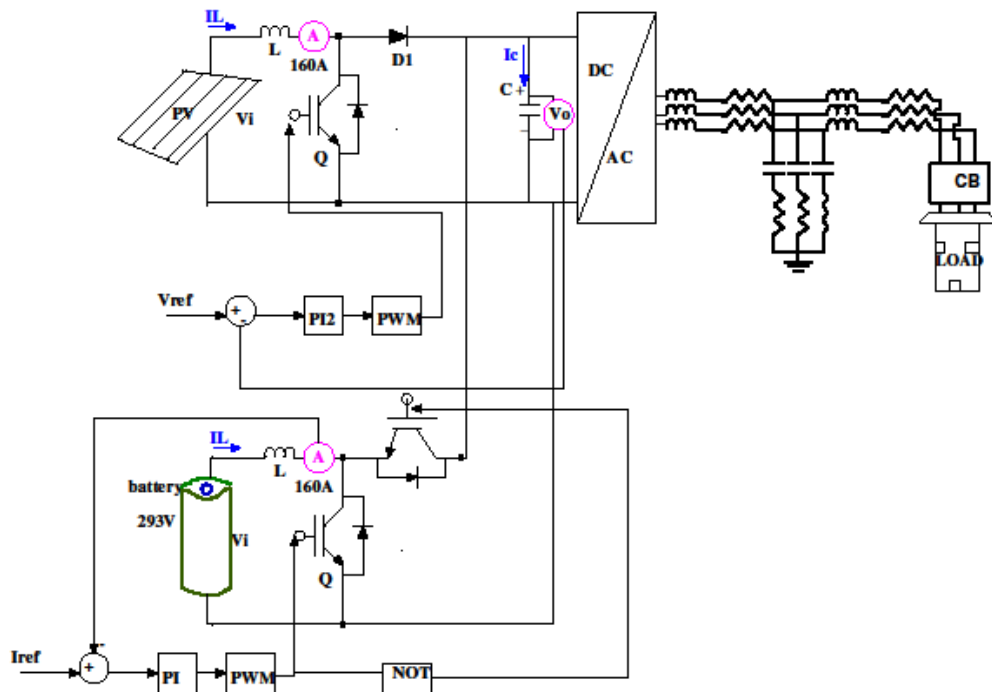 IL
L
A
160A
D1
PV
Vi
Q
Ic
C +
Vo
DC
AC
CB
LOAD
Vref
+
-
PI2
PWM
IL
L
A
160A
battery
293V
Vi
Q
Iref
-
+
PI
PWM
NOT